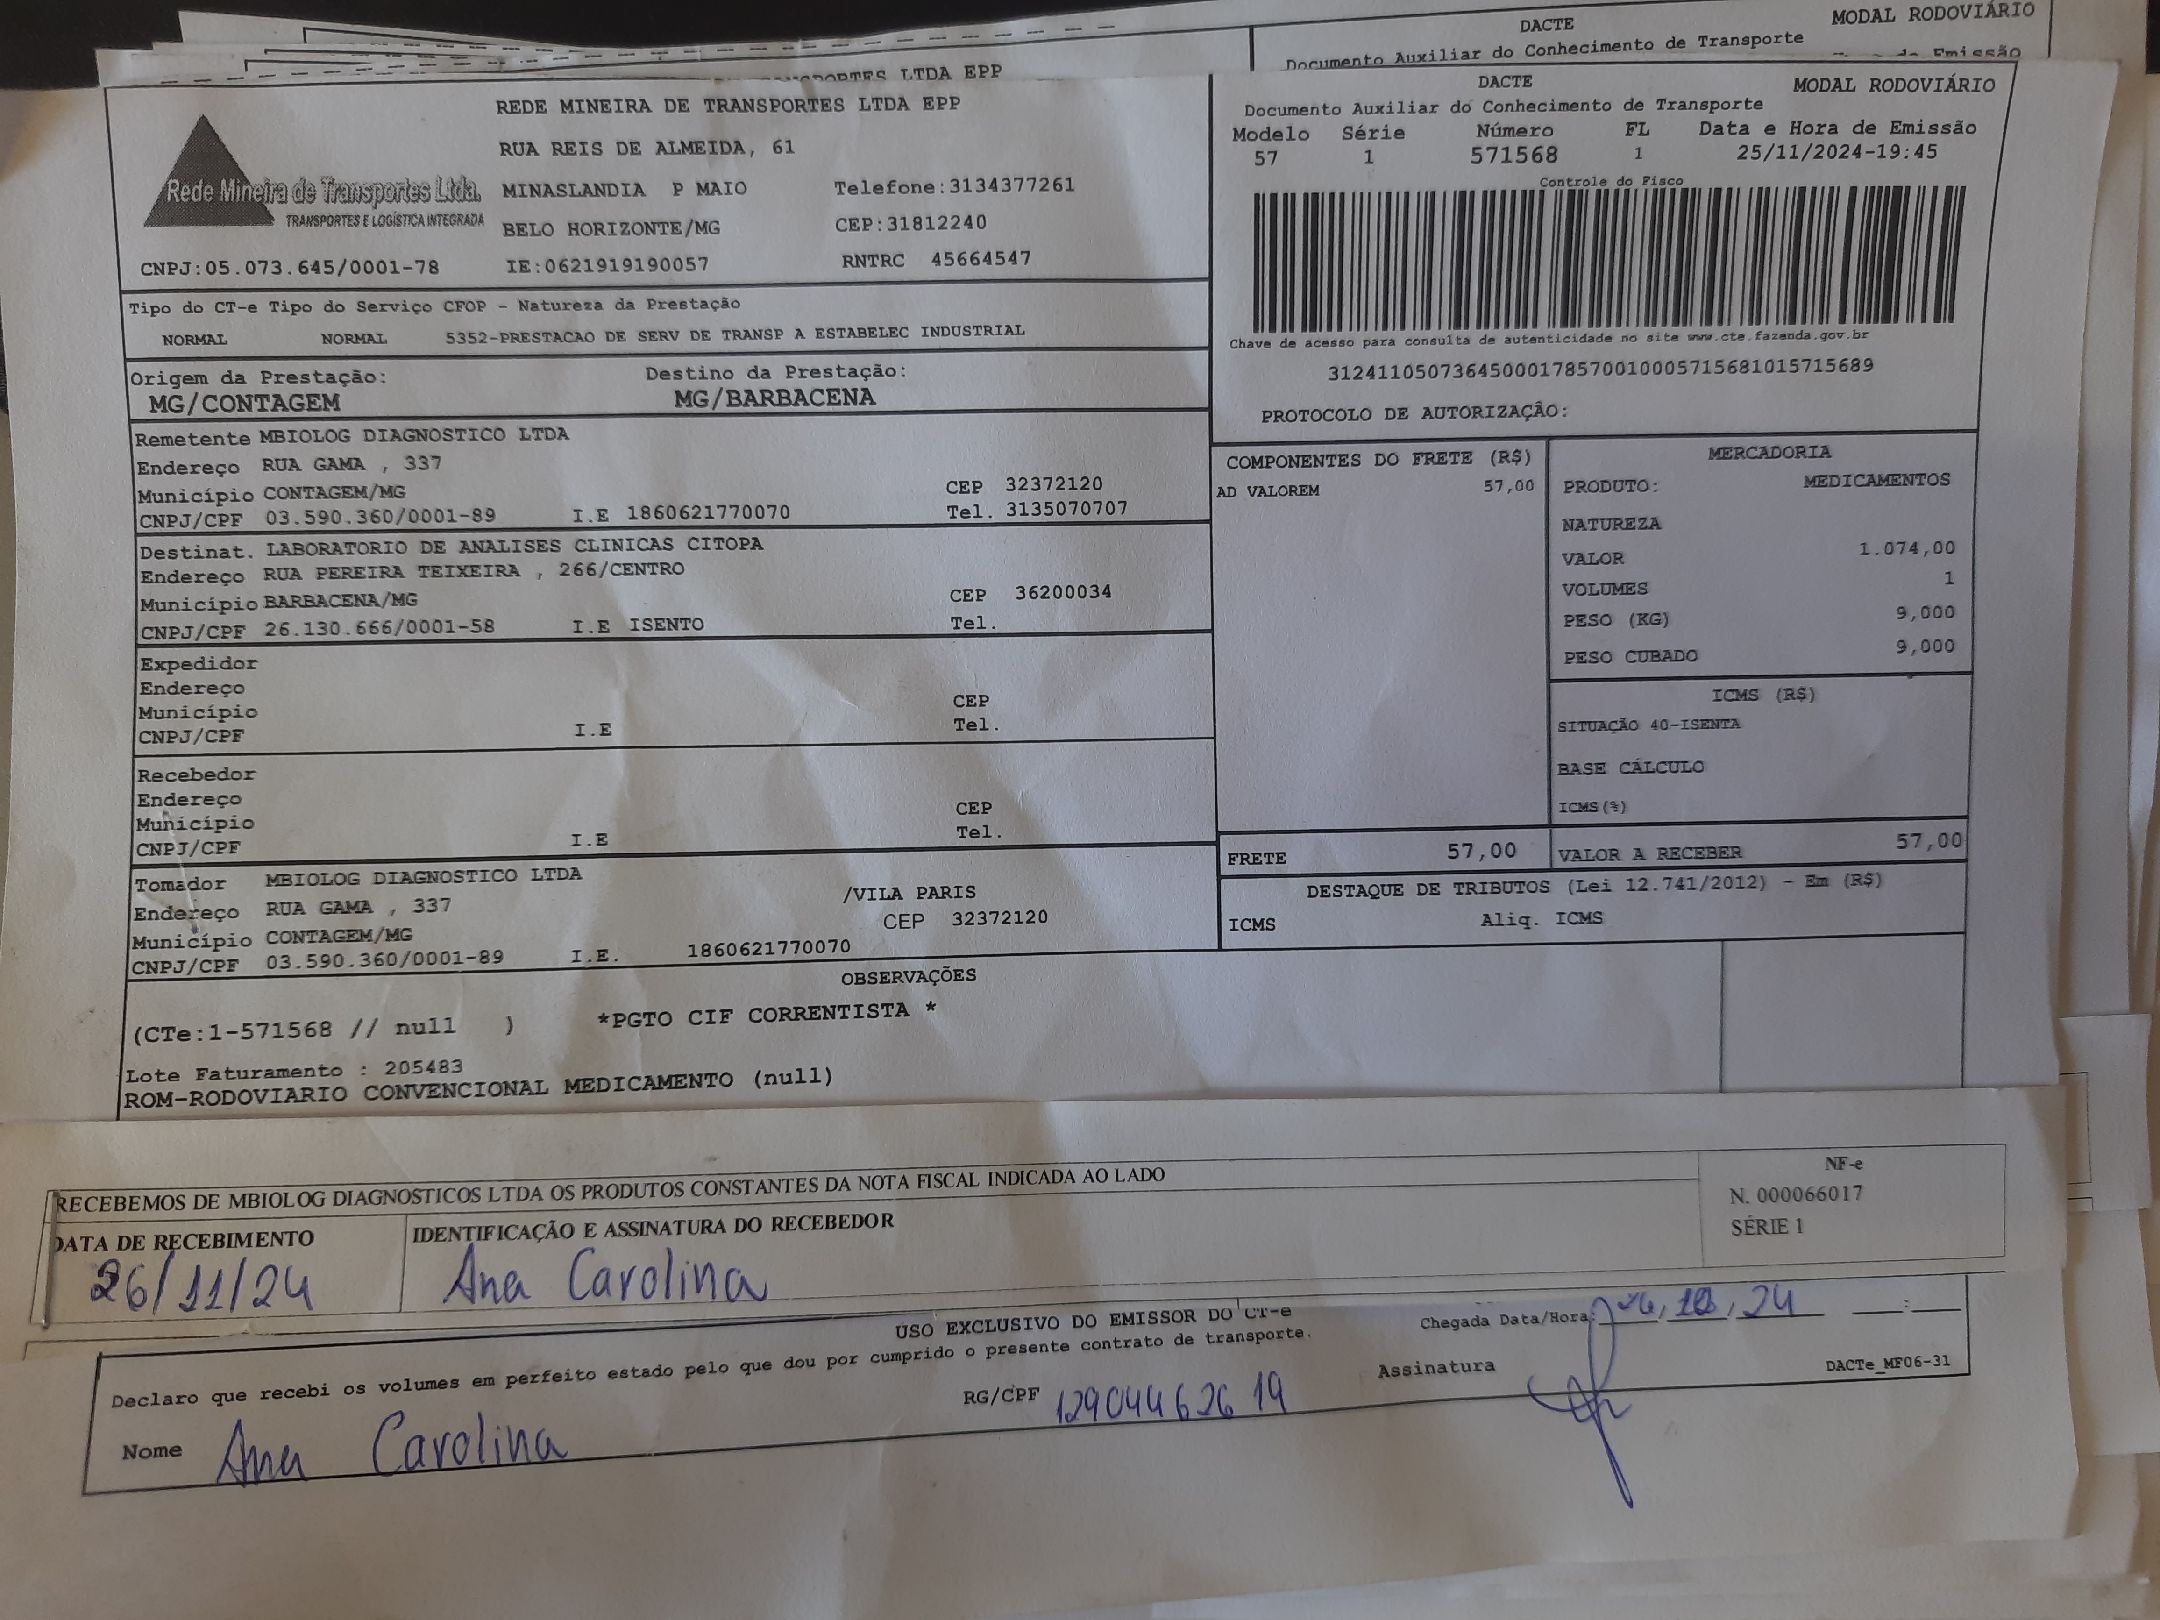 DACTE
MODAL RODOVIÁRIO
Documento Auxiliar do Conhecimento de Transporte
LTDA EPP
REDE MINEIRA DE TRANSPORTES LTDA EPP
RUA REIS DE ALMEIDA, 61
MINASLANDIA P MAIO Telefone:3134377261
BELO HORIZONTE/MG CEP:31812240
CNPJ:05.073.645/0001-78 IE:0621919190057 RNTRC 45664547
Rede Mineira de Transportes Ltda.
TRANSPORTES E LOGÍSTICA INTEGRADA
DACTE MODAL RODOVIÁRIO
Documento Auxiliar do Conhecimento de Transporte
Modelo Série Número FL Data e Hora de Emissão
57 1 571568 1 25/11/2024-19:45
Controle do Fisco
Chave de acesso para consulta de autenticidade no site www.cte.fazenda.gov.br
31241105073645000178570010005715681015715689
PROTOCOLO DE AUTORIZAÇÃO:
Tipo do CT-e Tipo do Serviço CFOP - Natureza da Prestação
NORMAL NORMAL 5352-PRESTACAO DE SERV DE TRANSP A ESTABELEC INDUSTRIAL
Origem da Prestação: Destino da Prestação:
MG/CONTAGEM MG/BARBACENA
Remetente MBIOLOG DIAGNOSTICO LTDA
Endereço RUA GAMA , 337
Município CONTAGEM/MG CEP 32372120
CNPJ/CPF 03.590.360/0001-89 I.E 1860621770070 Tel. 3135070707
Destinat. LABORATORIO DE ANALISES CLINICAS CITOPA
Endereço RUA PEREIRA TEIXEIRA , 266/CENTRO
Município BARBACENA/MG CEP 36200034
CNPJ/CPF 26.130.666/0001-58 I.E ISENTO Tel.
Expedidor
Endereço
Município CEP
CNPJ/CPF I.E Tel.
Recebedor
Endereço
Município CEP
CNPJ/CPF I.E Tel.
Tomador MBIOLOG DIAGNOSTICO LTDA
Endereço RUA GAMA , 337 /VILA PARIS
Município CONTAGEM/MG CEP 32372120
CNPJ/CPF 03.590.360/0001-89 I.E. 1860621770070
COMPONENTES DO FRETE (R$)
AD VALOREM 57,00
MERCADORIA
PRODUTO: MEDICAMENTOS
NATUREZA
VALOR 1.074,00
VOLUMES 1
PESO (KG) 9,000
PESO CUBADO 9,000
ICMS (R$)
SITUAÇÃO 40-ISENTA
BASE CÁLCULO
ICMS(%)
FRETE 57,00 VALOR A RECEBER 57,00
DESTAQUE DE TRIBUTOS (Lei 12.741/2012) - Em (R$)
ICMS Aliq. ICMS
OBSERVAÇÕES
(CTe:1-571568 // null ) *PGTO CIF CORRENTISTA *
Lote Faturamento : 205483
ROM-RODOVIARIO CONVENCIONAL MEDICAMENTO (null)
RECEBEMOS DE MBIOLOG DIAGNOSTICOS LTDA OS PRODUTOS CONSTANTES DA NOTA FISCAL INDICADA AO LADO
NF-e
N. 000066017
SÉRIE 1
DATA DE RECEBIMENTO IDENTIFICAÇÃO E ASSINATURA DO RECEBEDOR
26/11/24 Ana Carolina
USO EXCLUSIVO DO EMISSOR DO CT-e
Chegada Data/Hora:
Declaro que recebi os volumes em perfeito estado pelo que dou por cumprido o presente contrato de transporte.
Nome Ana Carolina RG/CPF 12904462619 Assinatura
DACTe_MF06-31